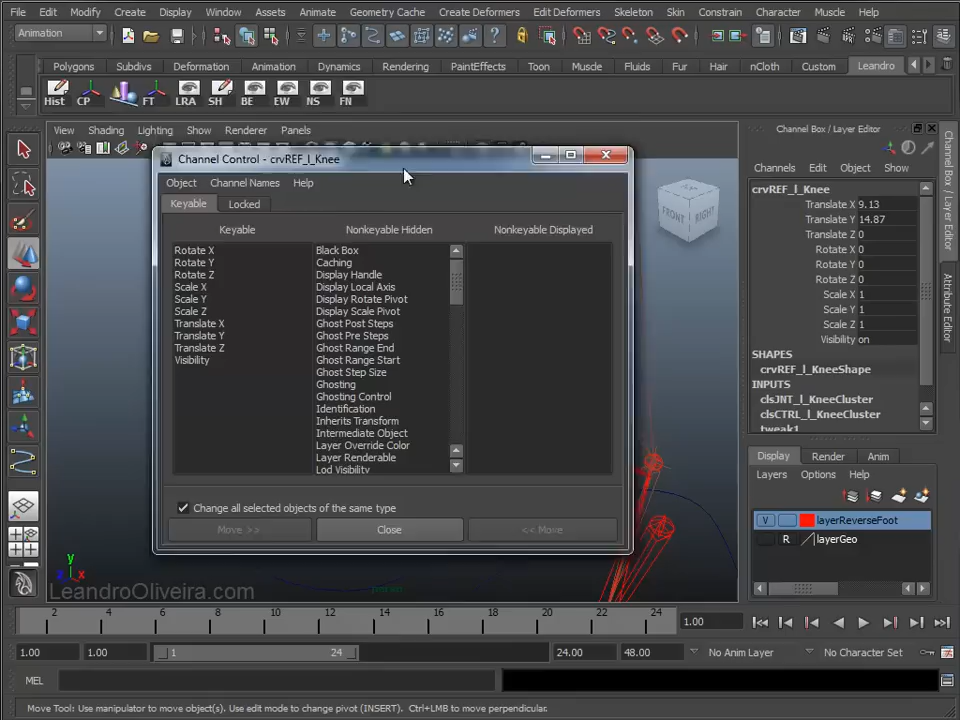 File Edit Modify Create Display Window Assets Animate Geometry Cache Create Deformers Edit Deformers Skeleton Skin Constrain Character Muscle Help
Animation
Polygons Subdivs Deformation Animation Dynamics Rendering PaintEffects Toon Muscle Fluids Fur Hair nCloth Custom Leandro
Hist CP FT LRA SH BE EW NS FN
View Shading Lighting Show Renderer Panels
Channel Box / Layer Editor
Channels Edit Object Show
crvREF_l_Knee
Translate X 9.13
Translate Y 14.87
Translate Z 0
Rotate X 0
Rotate Y 0
Rotate Z 0
Scale X 1
Scale Y 1
Scale Z 1
Visibility on
SHAPES
crvREF_l_KneeShape
INPUTS
clsJNT_l_KneeCluster
clsCTRL_l_KneeCluster
tweak1
Channel Box / Layer Editor
Attribute Editor
Display Render Anim
Layers Options Help
V layerReverseFoot
R layerGeo
FRONT RIGHT
Channel Control - crvREF_l_Knee
Object Channel Names Help
Keyable Locked
Keyable Nonkeyable Hidden Nonkeyable Displayed
Rotate X
Rotate Y
Rotate Z
Scale X
Scale Y
Scale Z
Translate X
Translate Y
Translate Z
Visibility
Black Box
Caching
Display Handle
Display Local Axis
Display Rotate Pivot
Display Scale Pivot
Ghost Post Steps
Ghost Pre Steps
Ghost Range End
Ghost Range Start
Ghost Step Size
Ghosting
Ghosting Control
Identification
Inherits Transform
Intermediate Object
Layer Override Color
Layer Renderable
Lod Visibility
Change all selected objects of the same type
Move >> Close << Move
y
z x
LeandroOliveira.com
persp
2 4 6 8 10 12 14 16 18 20 22 24
1.00
1.00 1.00 1 24 24.00 48.00 No Anim Layer No Character Set
MEL
Move Tool: Use manipulator to move object(s). Use edit mode to change pivot (INSERT). Ctrl+LMB to move perpendicular.